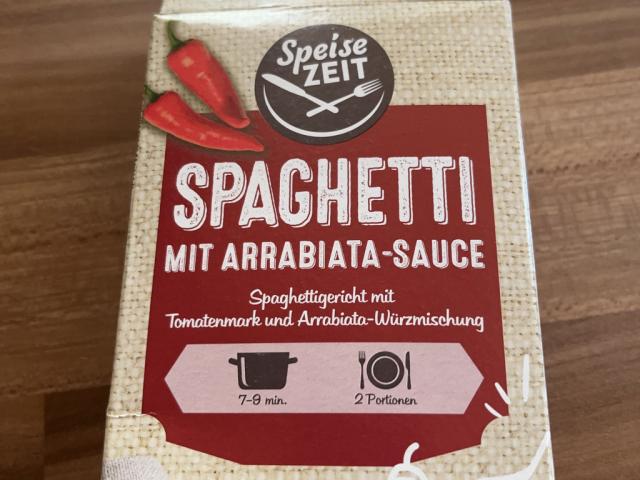 Speise
ZEIT
SPAGHETTI
MIT ARRABIATA-SAUCE
Spaghettigericht mit
Tomatenmark und Arrabiata-Würzmischung
7-9 min.
2 Portionen